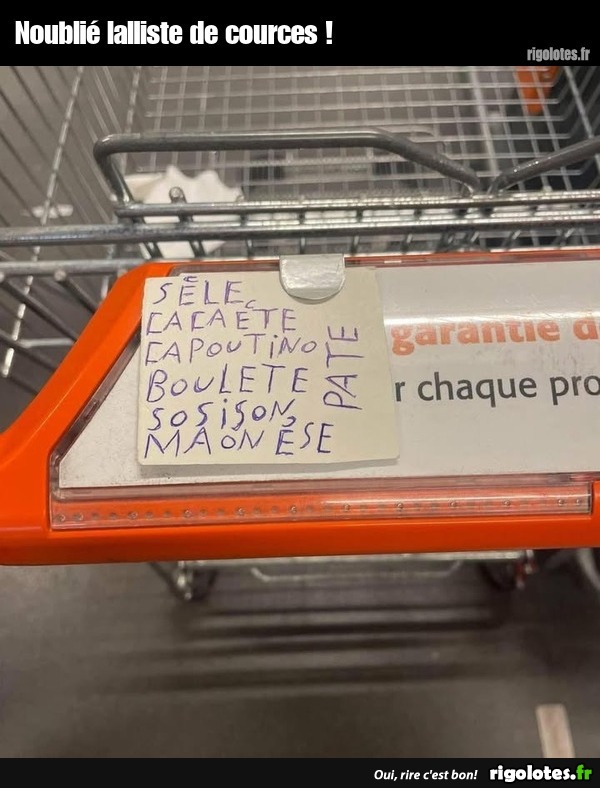 Noublié lalliste de cources !
rigolotes.fr
SÊLE
CACAÈTE
CAPOUTiNO
BOULETE
SOSiSON
MAONÈSE
PATE
garantie d
r chaque pro
Oui, rire c'est bon! rigolotes.fr